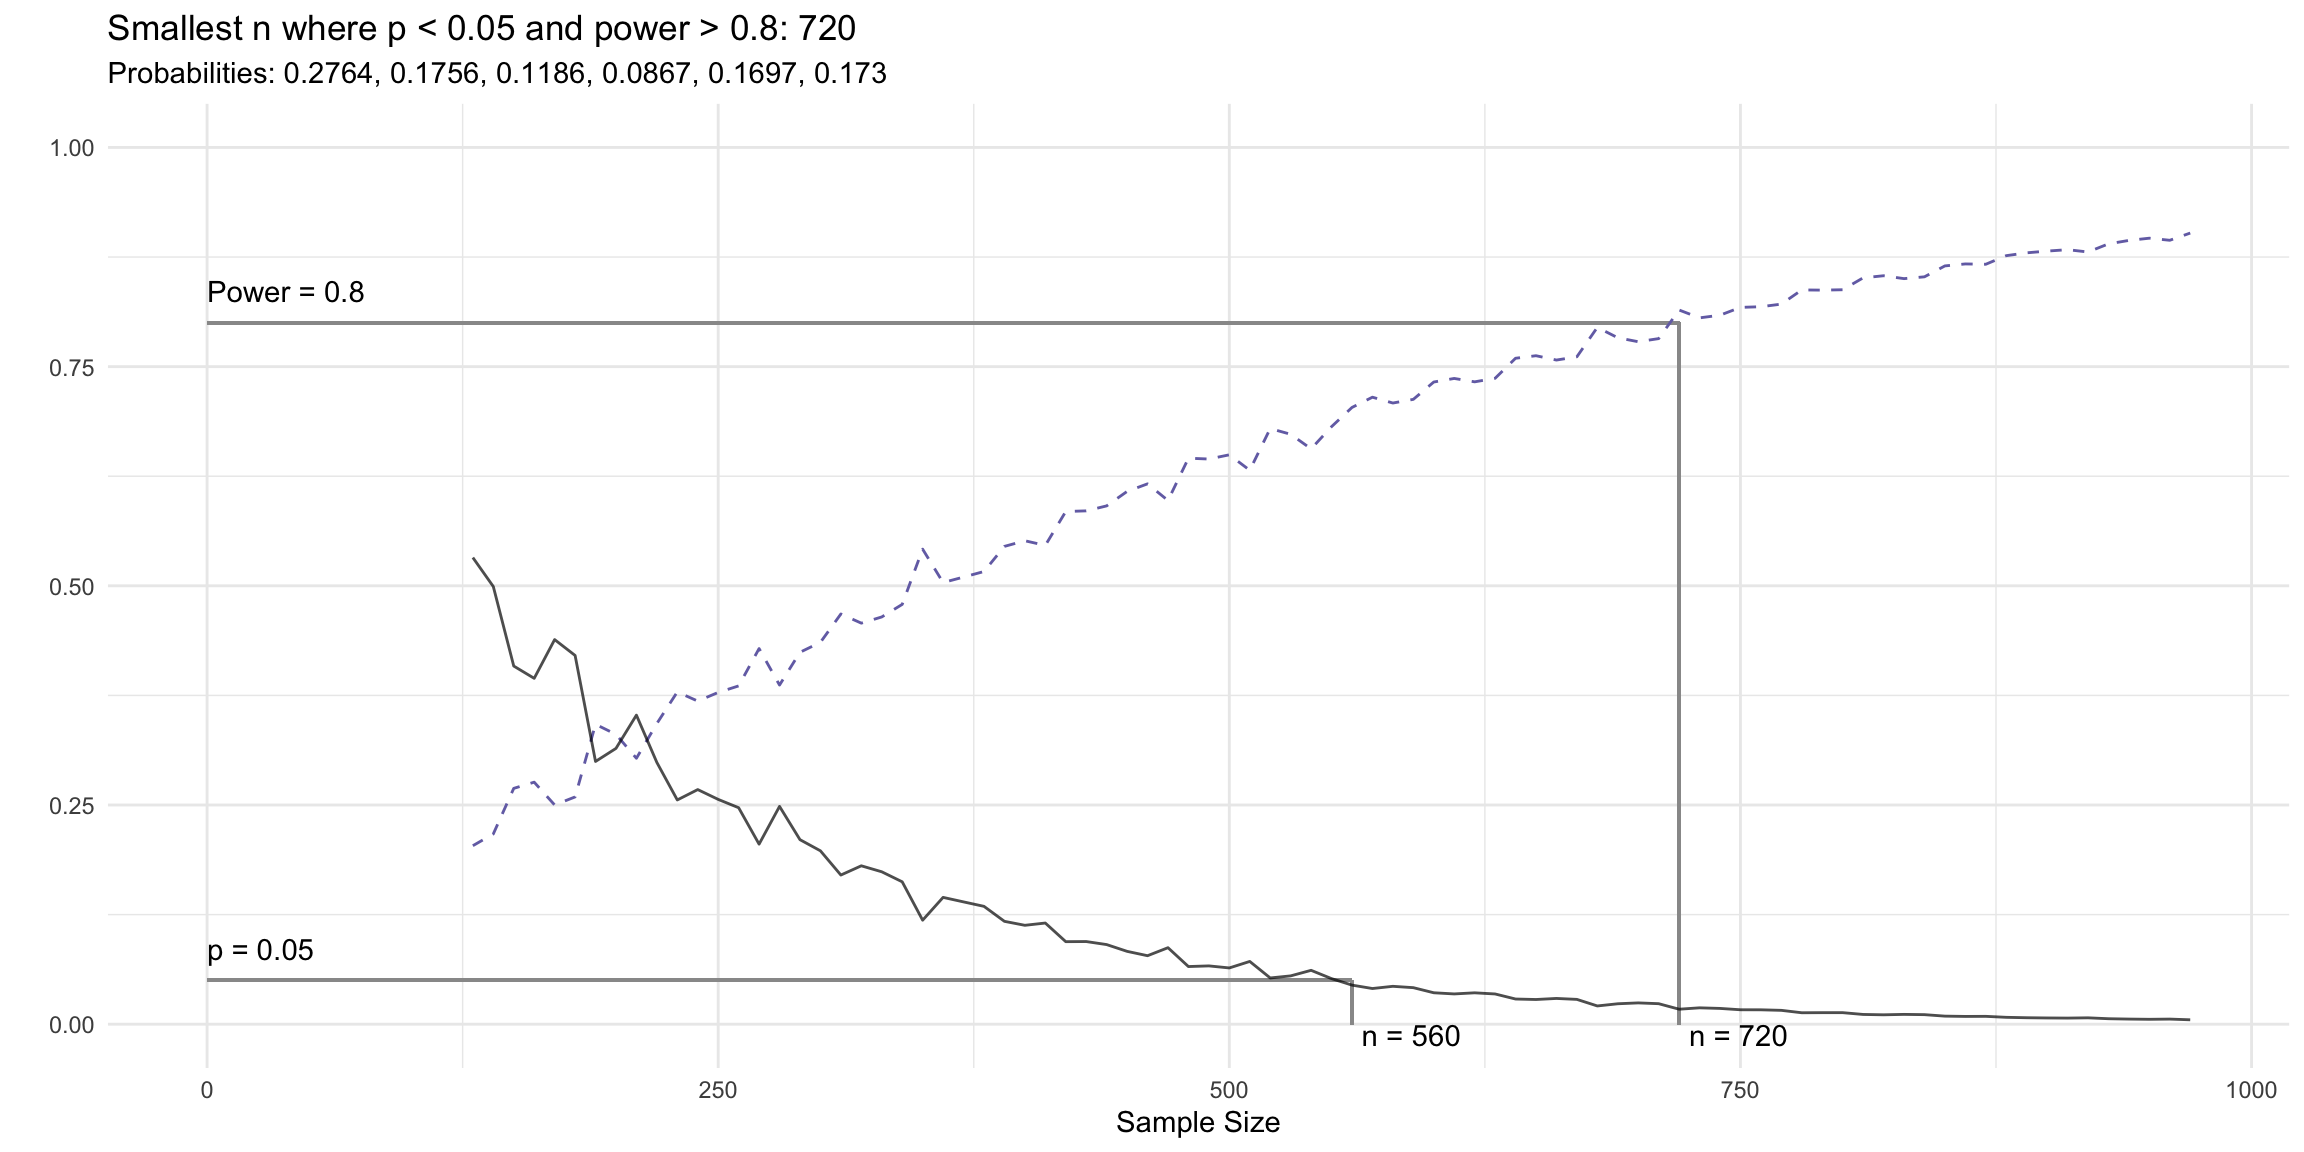 Smallest n where p < 0.05 and power > 0.8: 720
Probabilities: 0.2764, 0.1756, 0.1186, 0.0867, 0.1697, 0.173
1.00
Power = 0.8
0.75
0.50
0.25
p = 0.05
0.00
n = 560 n = 720
0 250 500 750 1000
Sample Size